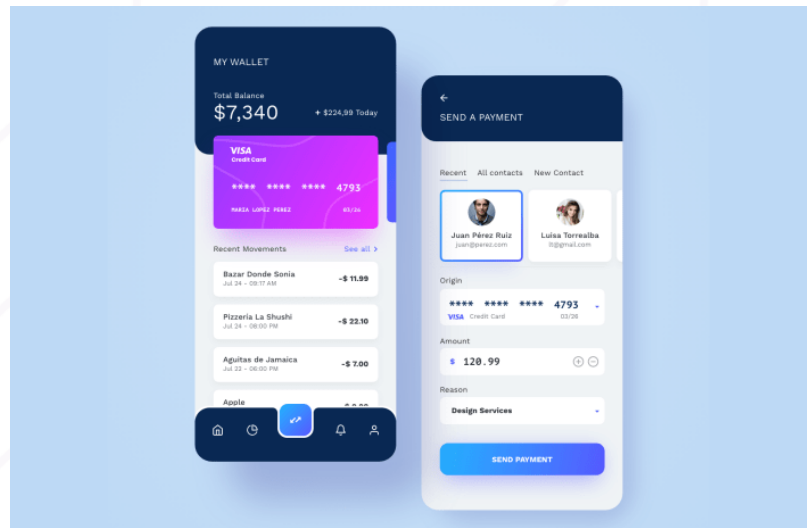 MY WALLET
Total Balance
$7,340
+ $224,99 Today
VISA
Credit Card
**** **** **** 4793
MARIA LOPEZ PEREZ 03/26
Recent Movements See all >
Bazar Donde Sonia
Jul 24 - 09:17 AM
-$ 11.99
Pizzería La Shushi
Jul 24 - 08:00 PM
-$ 22.10
Aguitas de Jamaica
Jul 23 - 06:00 PM
-$ 7.00
Apple
SEND A PAYMENT
Recent All contacts New Contact
Juan Pérez Ruiz
juan@perez.com
Luisa Torrealba
lt@gmail.com
Origin
**** **** **** 4793
VISA Credit Card 03/26
Amount
$ 120.99
Reason
Design Services
SEND PAYMENT